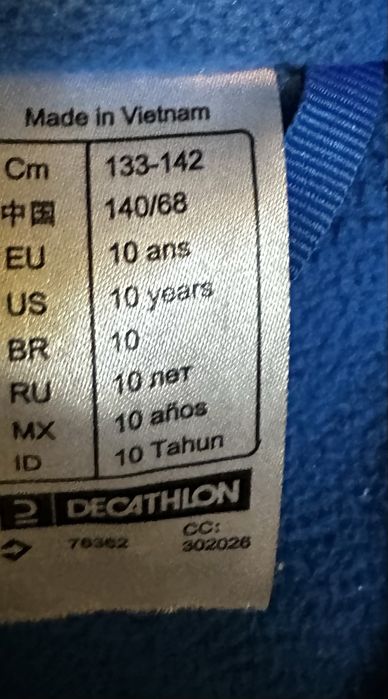 Made in Vietnam
Cm 133-142
中国 140/68
EU 10 ans
US 10 years
BR 10
RU 10 лет
MX 10 años
ID 10 Tahun
DECATHLON
CC:
76362 302026